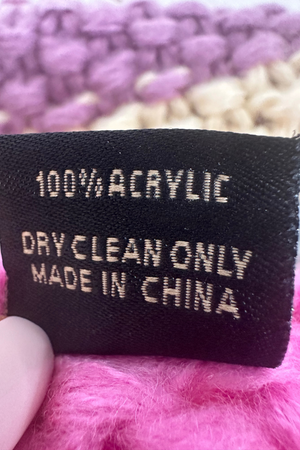 100% ACRYLIC
DRY CLEAN ONLY
MADE IN CHINA